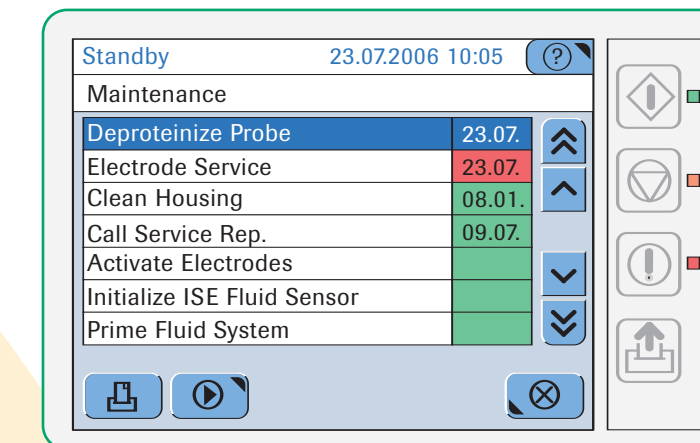 Standby 23.07.2006 10:05 ?
Maintenance
Deproteinize Probe 23.07.
Electrode Service 23.07.
Clean Housing 08.01.
Call Service Rep. 09.07.
Activate Electrodes
Initialize ISE Fluid Sensor
Prime Fluid System